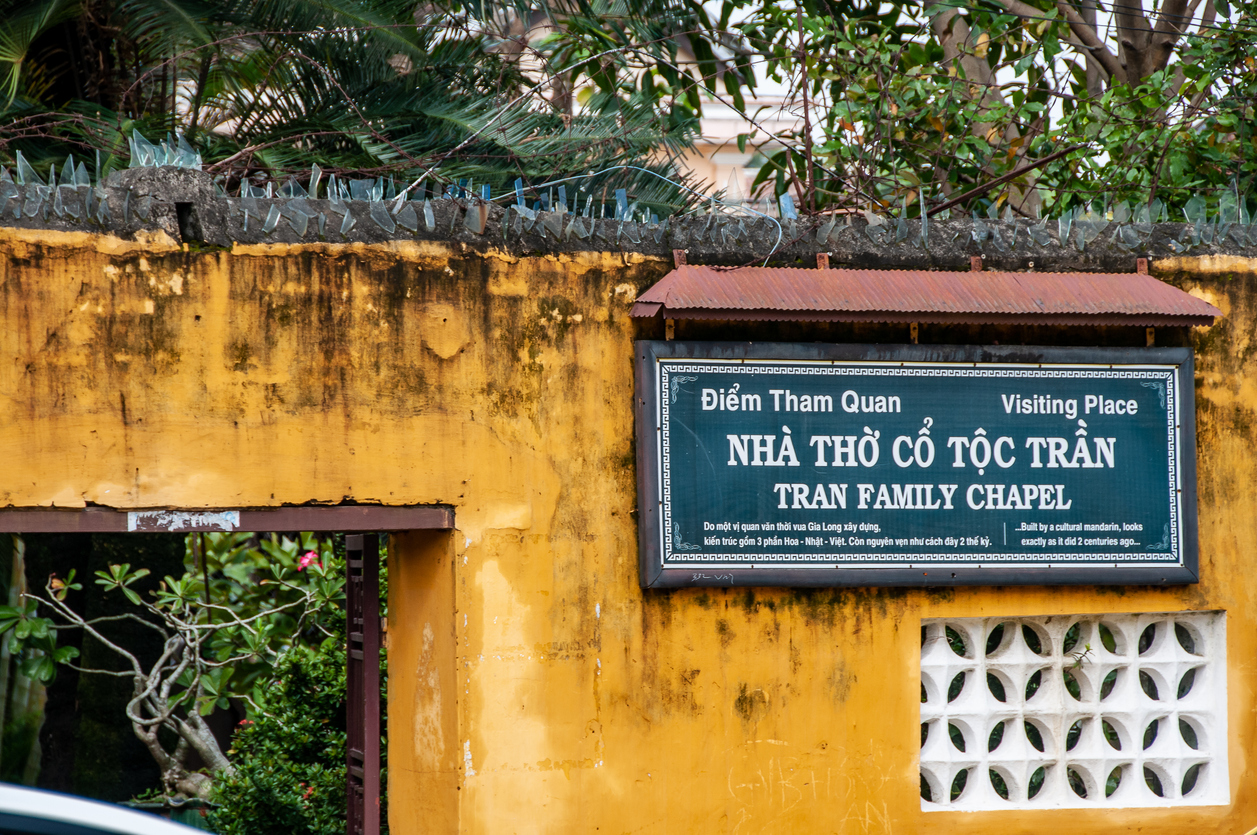 Điểm Tham Quan Visiting Place
NHÀ THỜ CỔ TỘC TRẦN
TRAN FAMILY CHAPEL
Do một vị quan văn thời vua Gia Long xây dựng,
kiến trúc gồm 3 phần Hoa - Nhật - Việt. Còn nguyên vẹn như cách đây 2 thế kỷ.
...Built by a cultural mandarin, looks
exactly as it did 2 centuries ago...